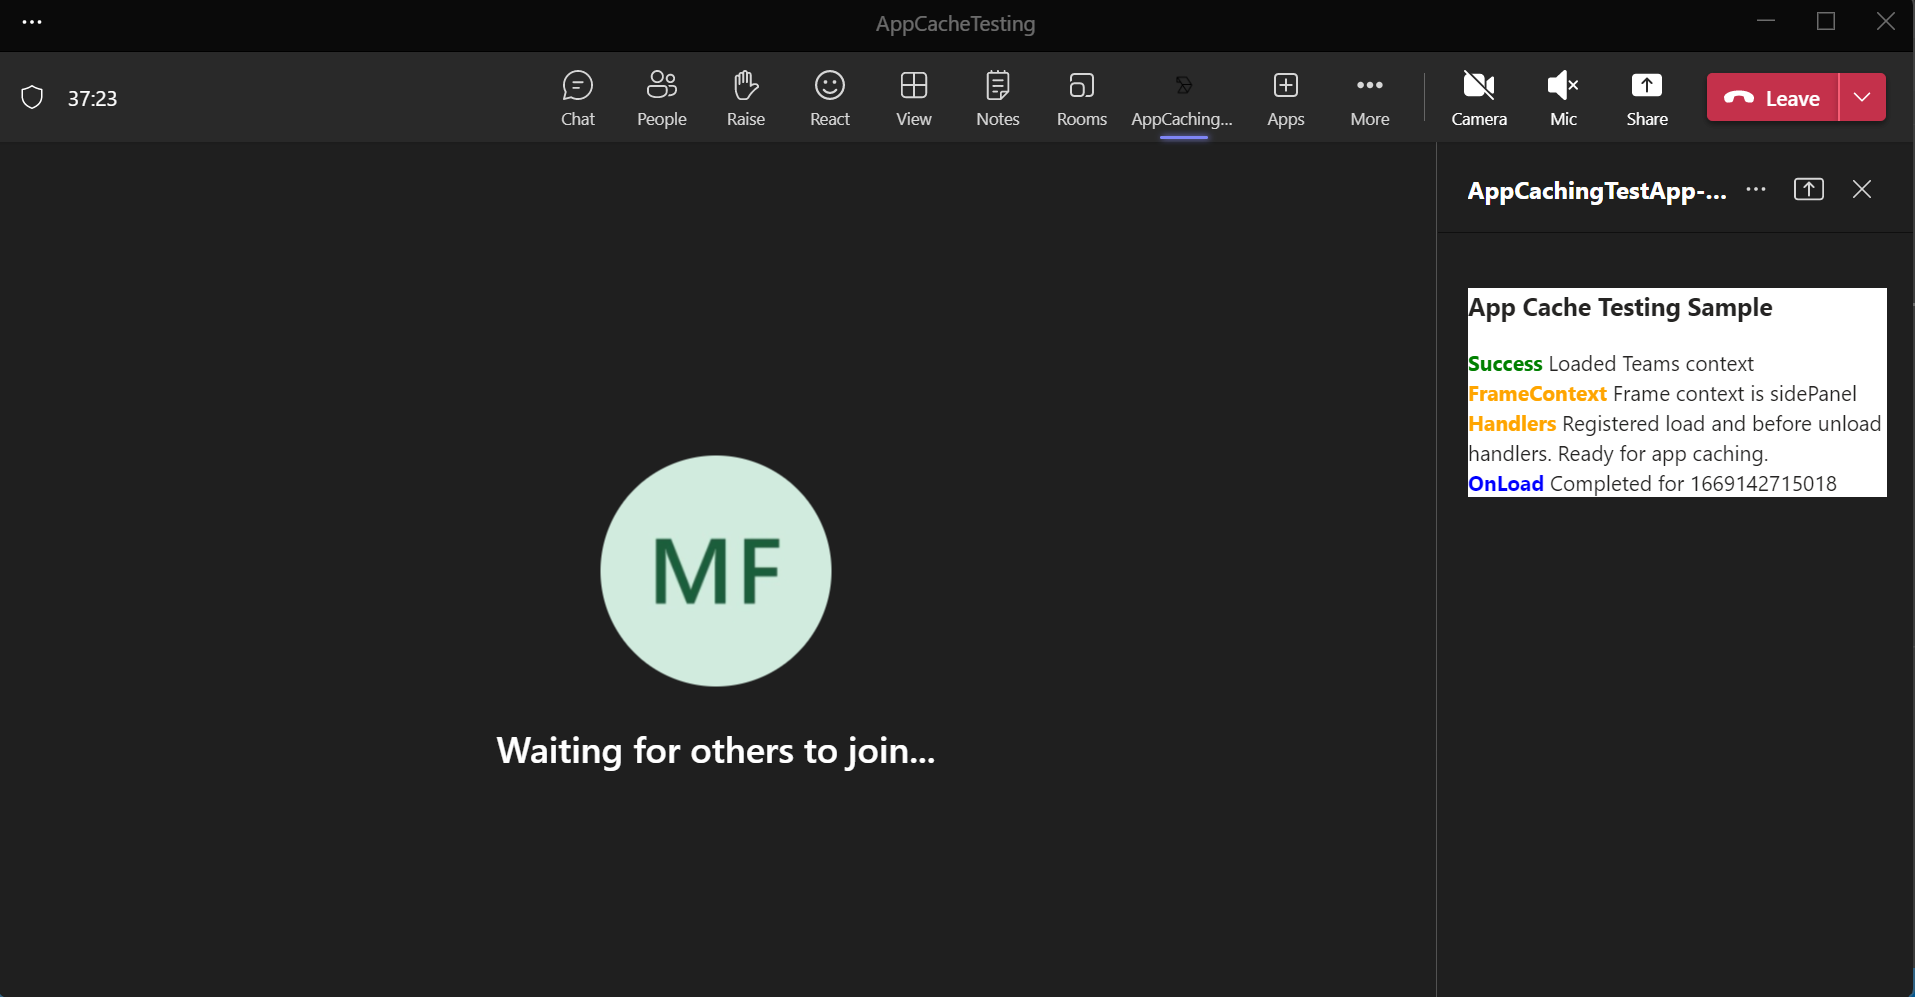 AppCacheTesting
37:23
Chat
People
Raise
React
View
Notes
Rooms
AppCaching...
Apps
More
Camera
Mic
Share
Leave
AppCachingTestApp-...
App Cache Testing Sample
Success Loaded Teams context
FrameContext Frame context is sidePanel
Handlers Registered load and before unload
handlers. Ready for app caching.
OnLoad Completed for 1669142715018
MF
Waiting for others to join...